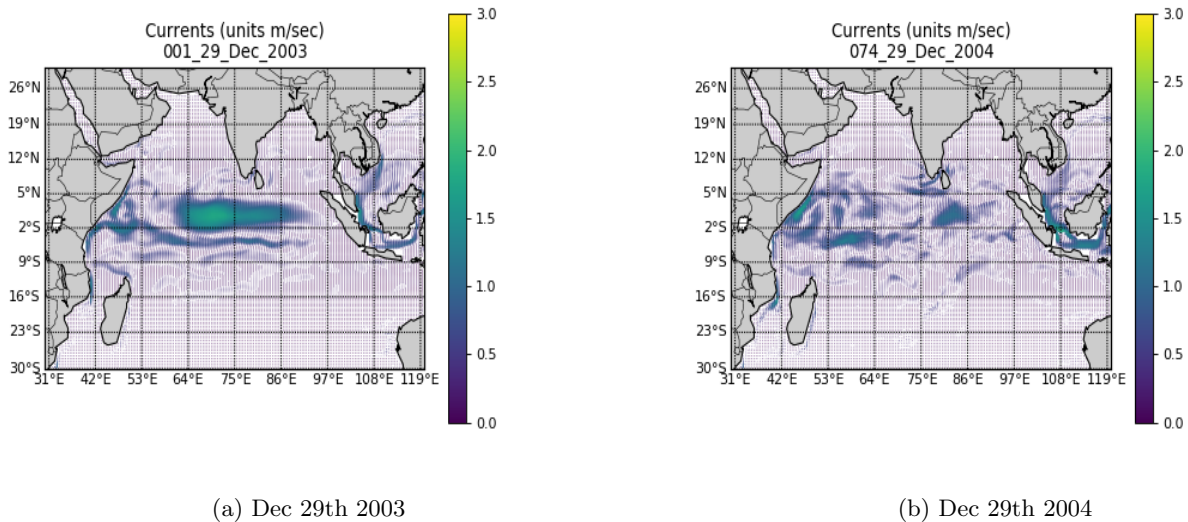 Currents (units m/sec)
001_29_Dec_2003
26°N
19°N
12°N
5°N
2°S
9°S
16°S
23°S
30°S
31°E 42°E 53°E 64°E 75°E 86°E 97°E 108°E 119°E
3.0
2.5
2.0
1.5
1.0
0.5
0.0
(a) Dec 29th 2003
Currents (units m/sec)
074_29_Dec_2004
26°N
19°N
12°N
5°N
2°S
9°S
16°S
23°S
30°S
31°E 42°E 53°E 64°E 75°E 86°E 97°E 108°E 119°E
3.0
2.5
2.0
1.5
1.0
0.5
0.0
(b) Dec 29th 2004